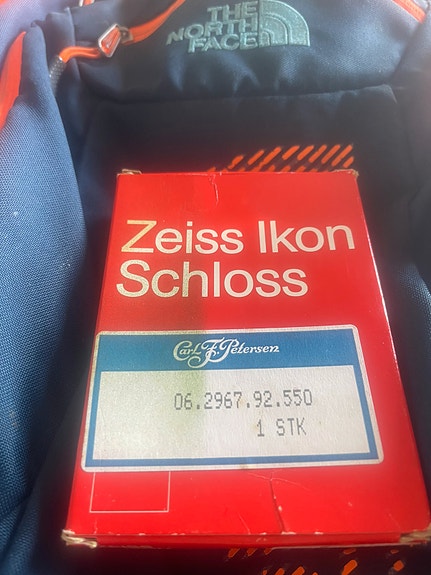 THE
NORTH
FACE
Zeiss Ikon
Schloss
Carl F. Petersen
06.2967.92.550
1 STK